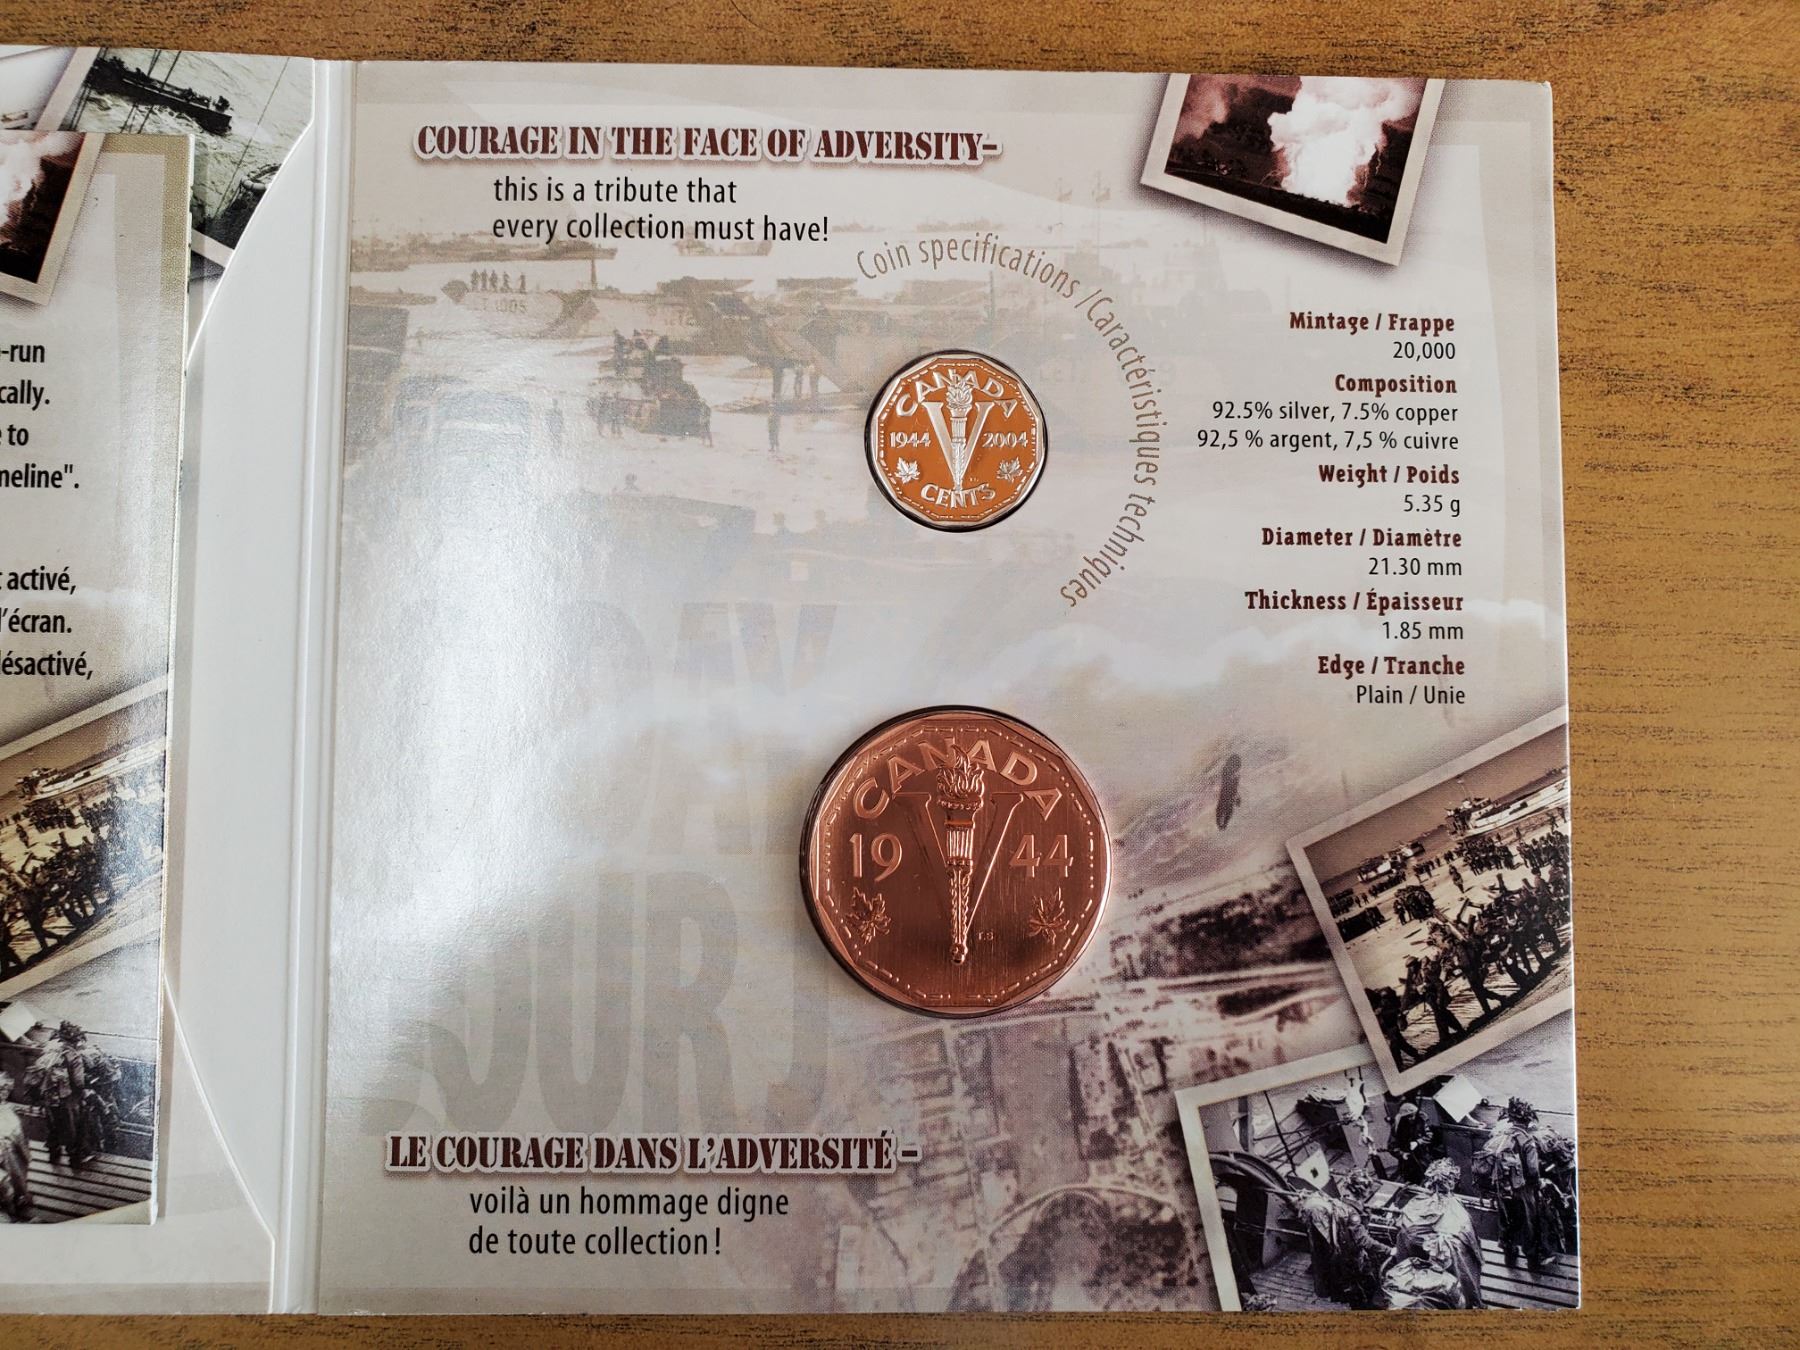 -run
cally.
to
meline".
activé,
l'écran.
désactivé,
COURAGE IN THE FACE OF ADVERSITY–
this is a tribute that
every collection must have!
Coin specifications / Caractéristiques techniques
CANADA
1944 2004
V
CENTS
Mintage / Frappe
20,000
Composition
92.5% silver, 7.5% copper
92,5 % argent, 7,5 % cuivre
Weight / Poids
5.35 g
Diameter / Diamètre
21.30 mm
Thickness / Épaisseur
1.85 mm
Edge / Tranche
Plain / Unie
DAY
JOUR J
CANADA
19 V 44
T.S
LE COURAGE DANS L'ADVERSITÉ –
voilà un hommage digne
de toute collection !